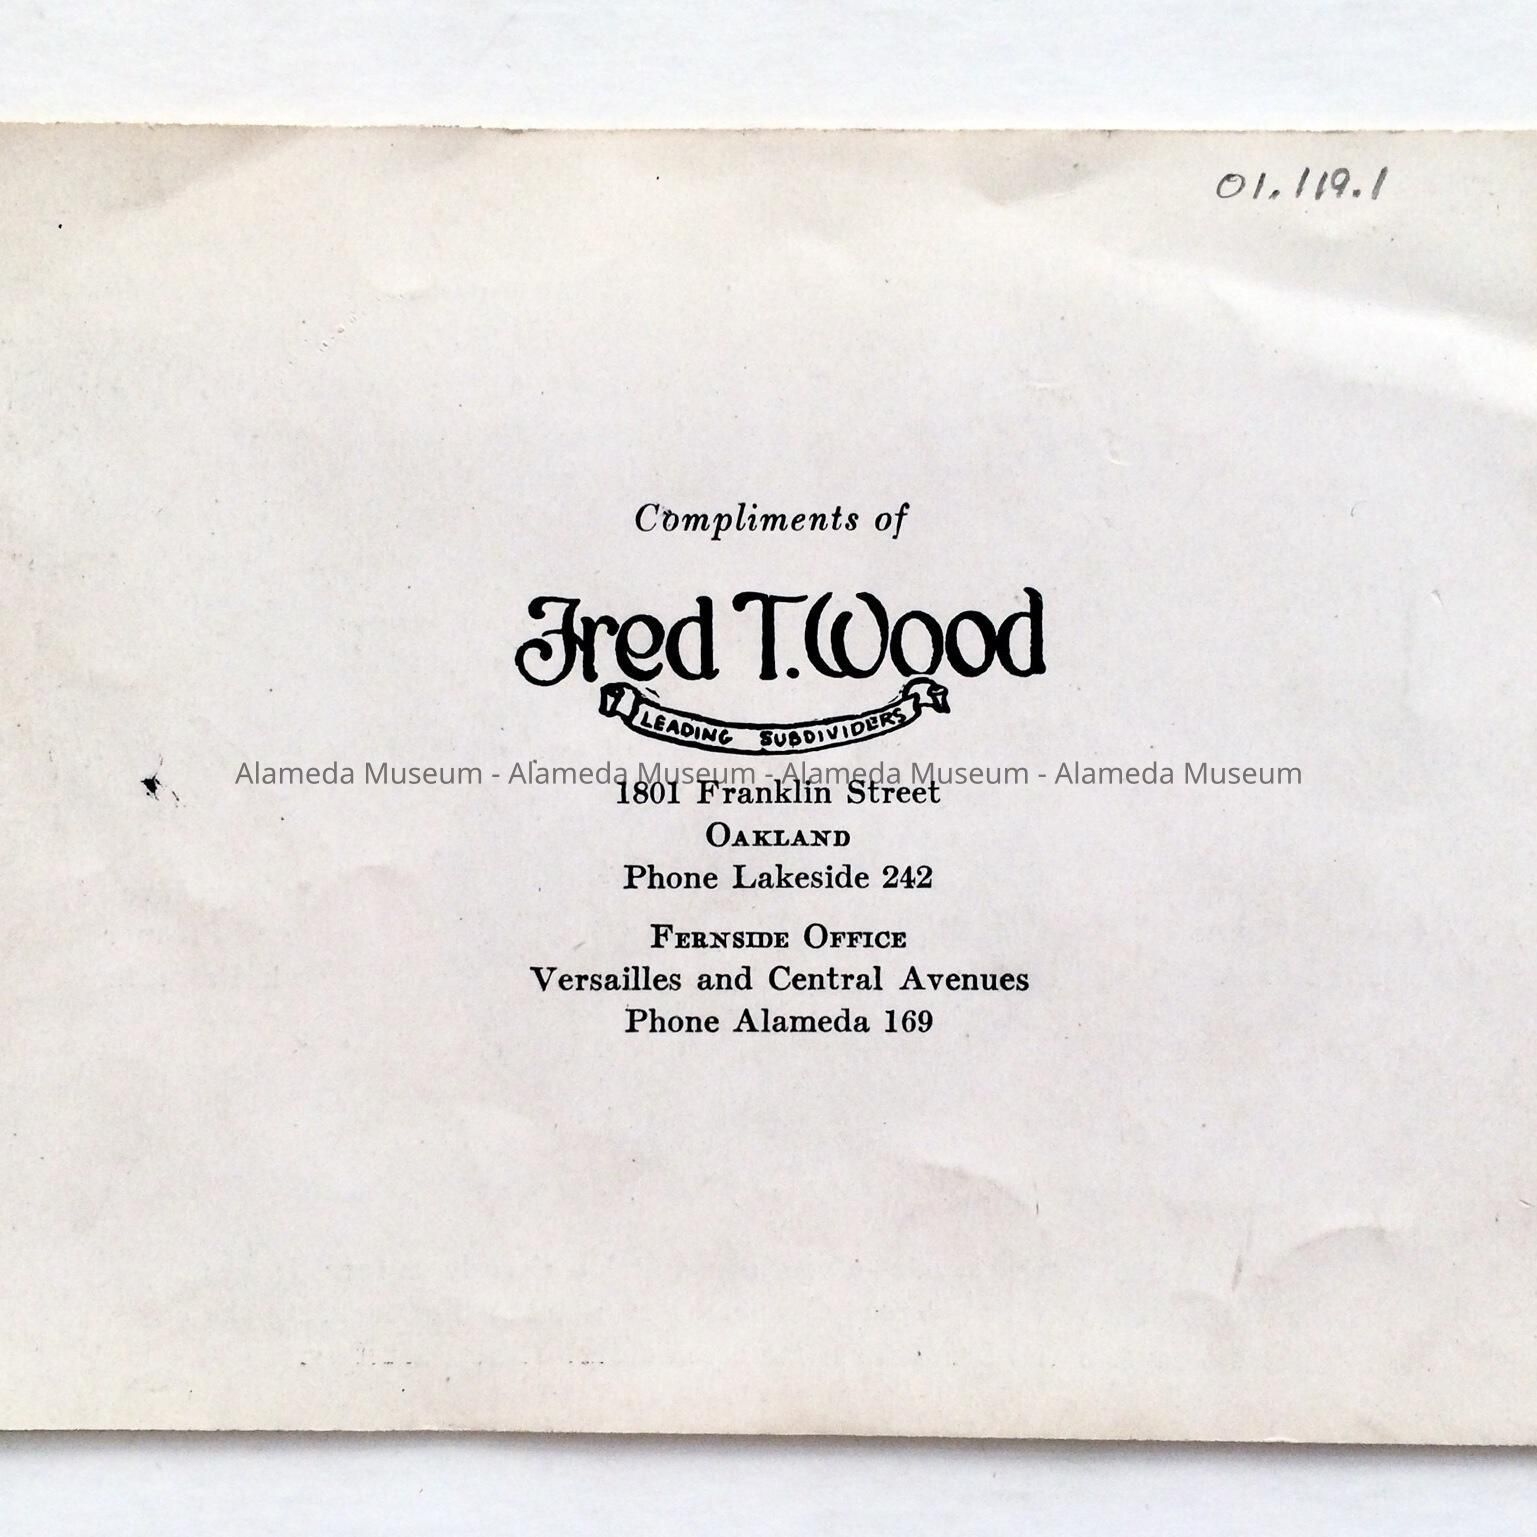 01.119.1
Compliments of
Fred T. Wood
LEADING SUBDIVIDERS
Alameda Museum - Alameda Museum - Alameda Museum - Alameda Museum
1801 Franklin Street
OAKLAND
Phone Lakeside 242
FERNSIDE OFFICE
Versailles and Central Avenues
Phone Alameda 169